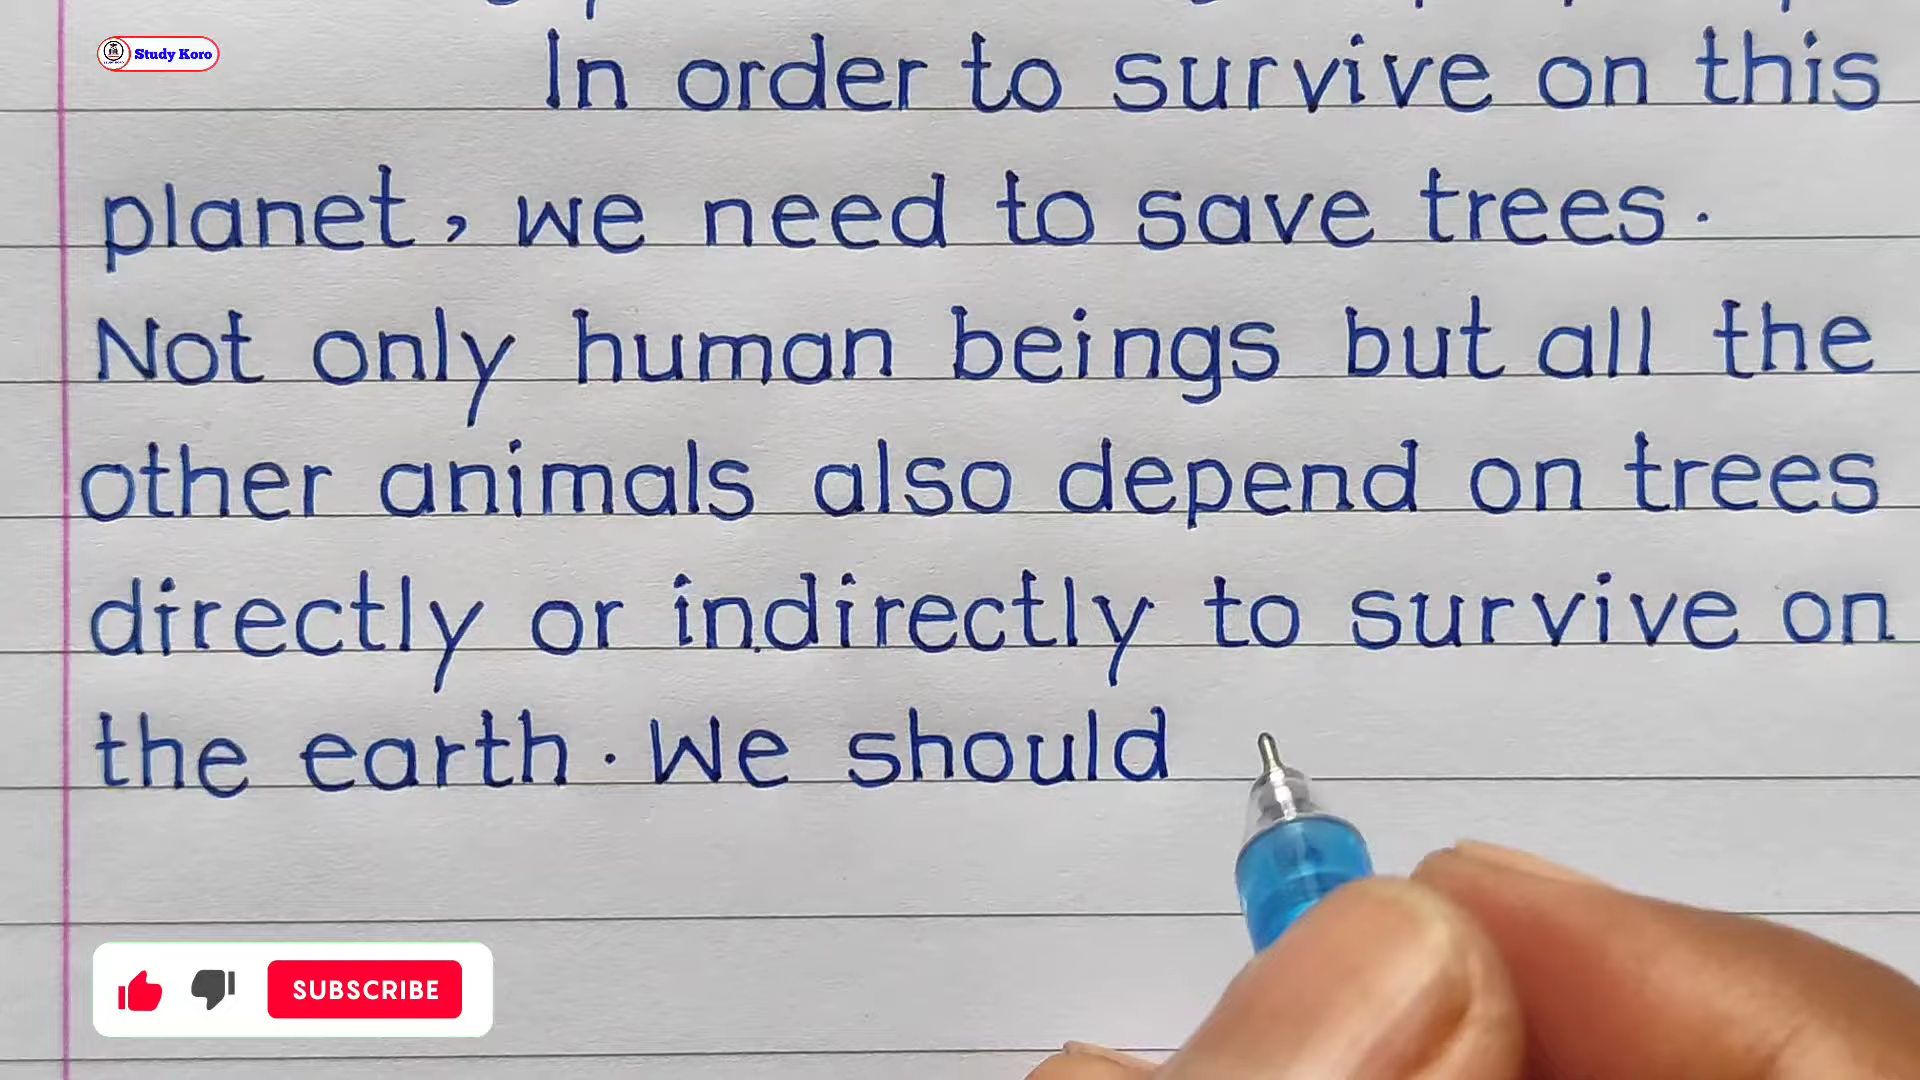 Study Koro
In order to survive on this
planet, we need to save trees.
Not only human beings but all the
other animals also depend on trees
directly or indirectly to survive on
the earth. We should
SUBSCRIBE